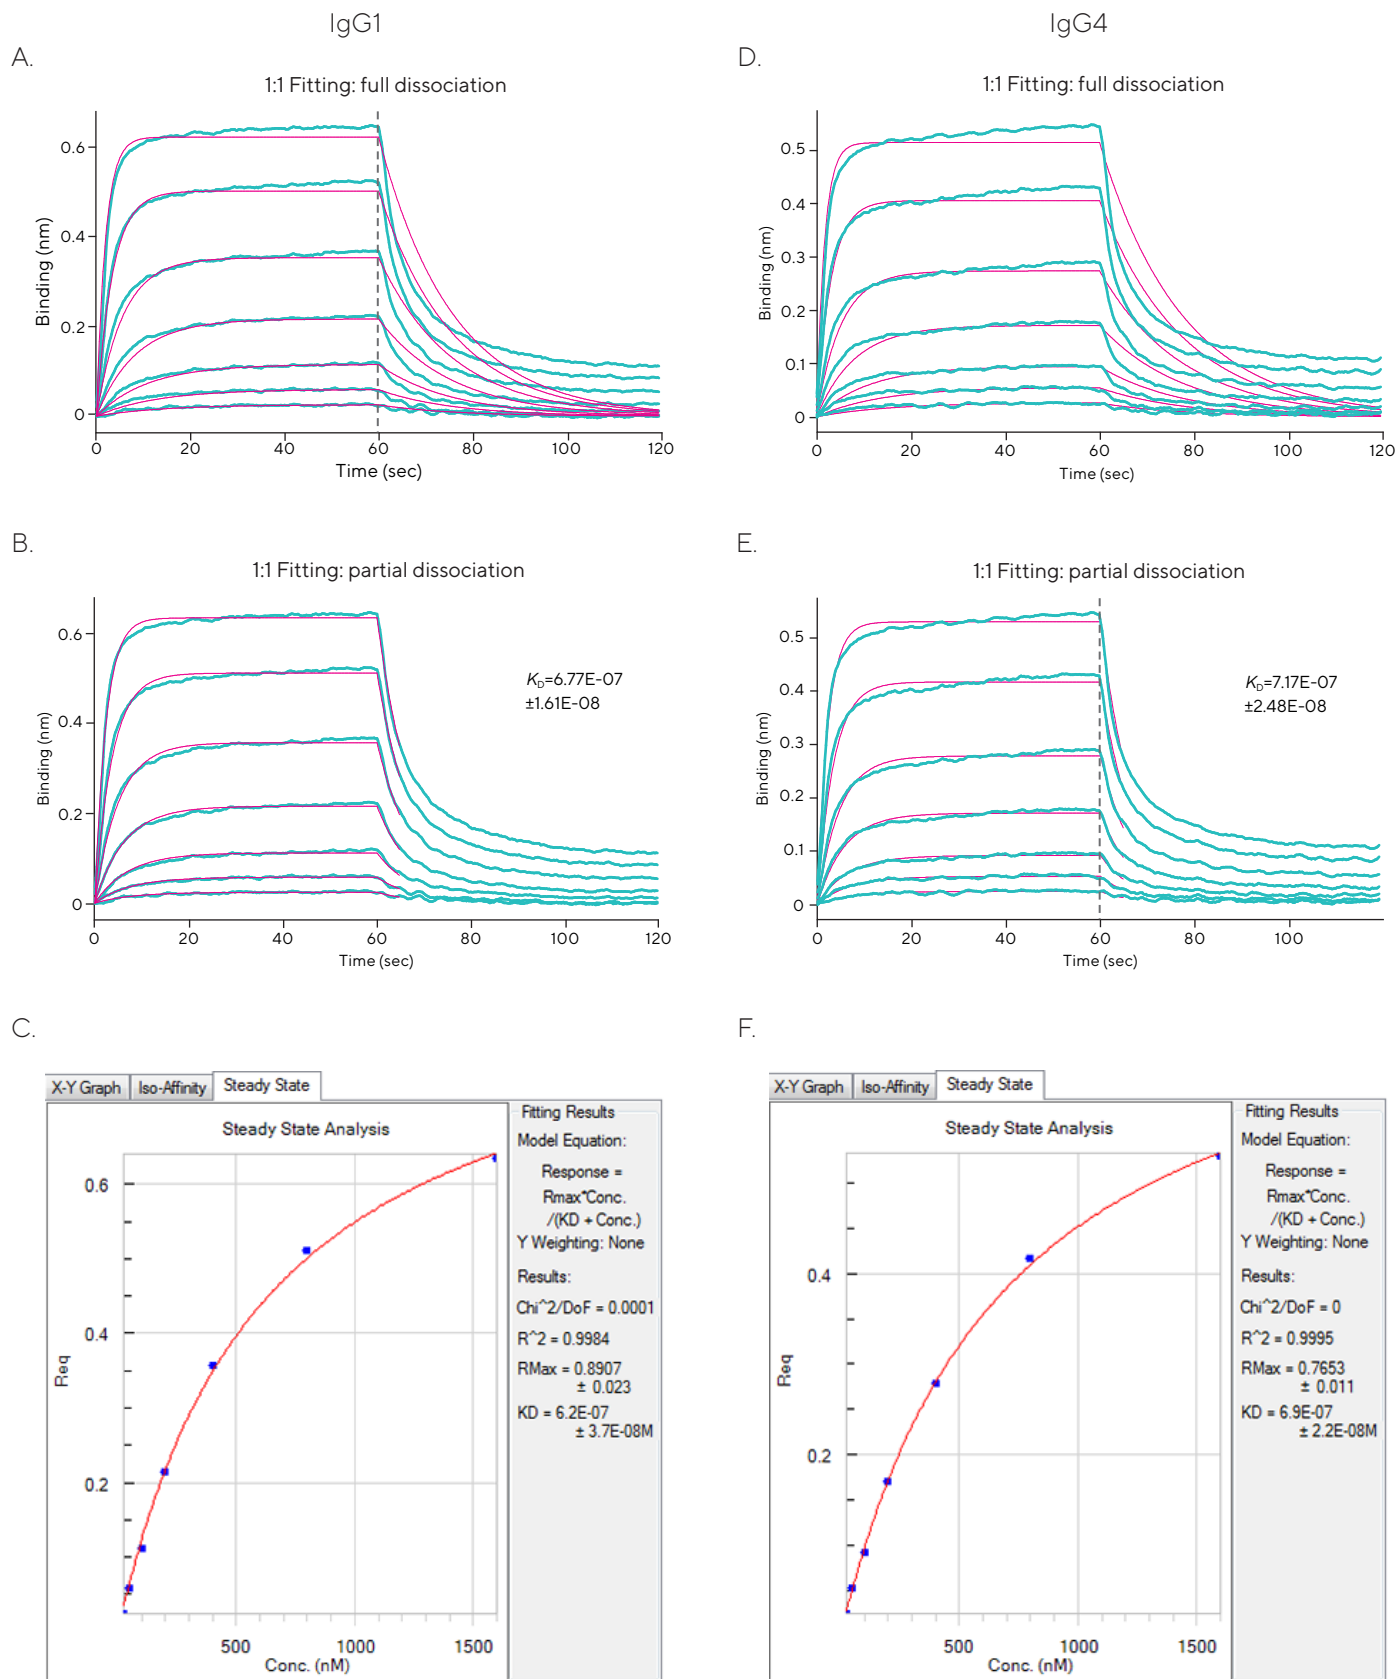 IgG1
A.
1:1 Fitting: full dissociation
Binding (nm)
0.6
0.4
0.2
0
0 20 40 60 80 100 120
Time (sec)
B.
1:1 Fitting: partial dissociation
Binding (nm)
0.6
0.4
0.2
0
K_D=6.77E-07
±1.61E-08
0 20 40 60 80 100 120
Time (sec)
C.
X-Y Graph Iso-Affinity Steady State
Steady State Analysis
Req
0.6
0.4
0.2
500 1000 1500
Conc. (nM)
Fitting Results
Model Equation:
Response =
Rmax*Conc.
/(KD + Conc.)
Y Weighting: None
Results:
Chi^2/DoF = 0.0001
R^2 = 0.9984
RMax = 0.8907
± 0.023
KD = 6.2E-07
± 3.7E-08M
IgG4
D.
1:1 Fitting: full dissociation
Binding (nm)
0.5
0.4
0.3
0.2
0.1
0
0 20 40 60 80 100 120
Time (sec)
E.
1:1 Fitting: partial dissociation
Binding (nm)
0.5
0.4
0.3
0.2
0.1
0
K_D=7.17E-07
±2.48E-08
0 20 40 60 80 100
Time (sec)
F.
X-Y Graph Iso-Affinity Steady State
Steady State Analysis
Req
0.4
0.2
500 1000 1500
Conc. (nM)
Fitting Results
Model Equation:
Response =
Rmax*Conc.
/(KD + Conc.)
Y Weighting: None
Results:
Chi^2/DoF = 0
R^2 = 0.9995
RMax = 0.7653
± 0.011
KD = 6.9E-07
± 2.2E-08M